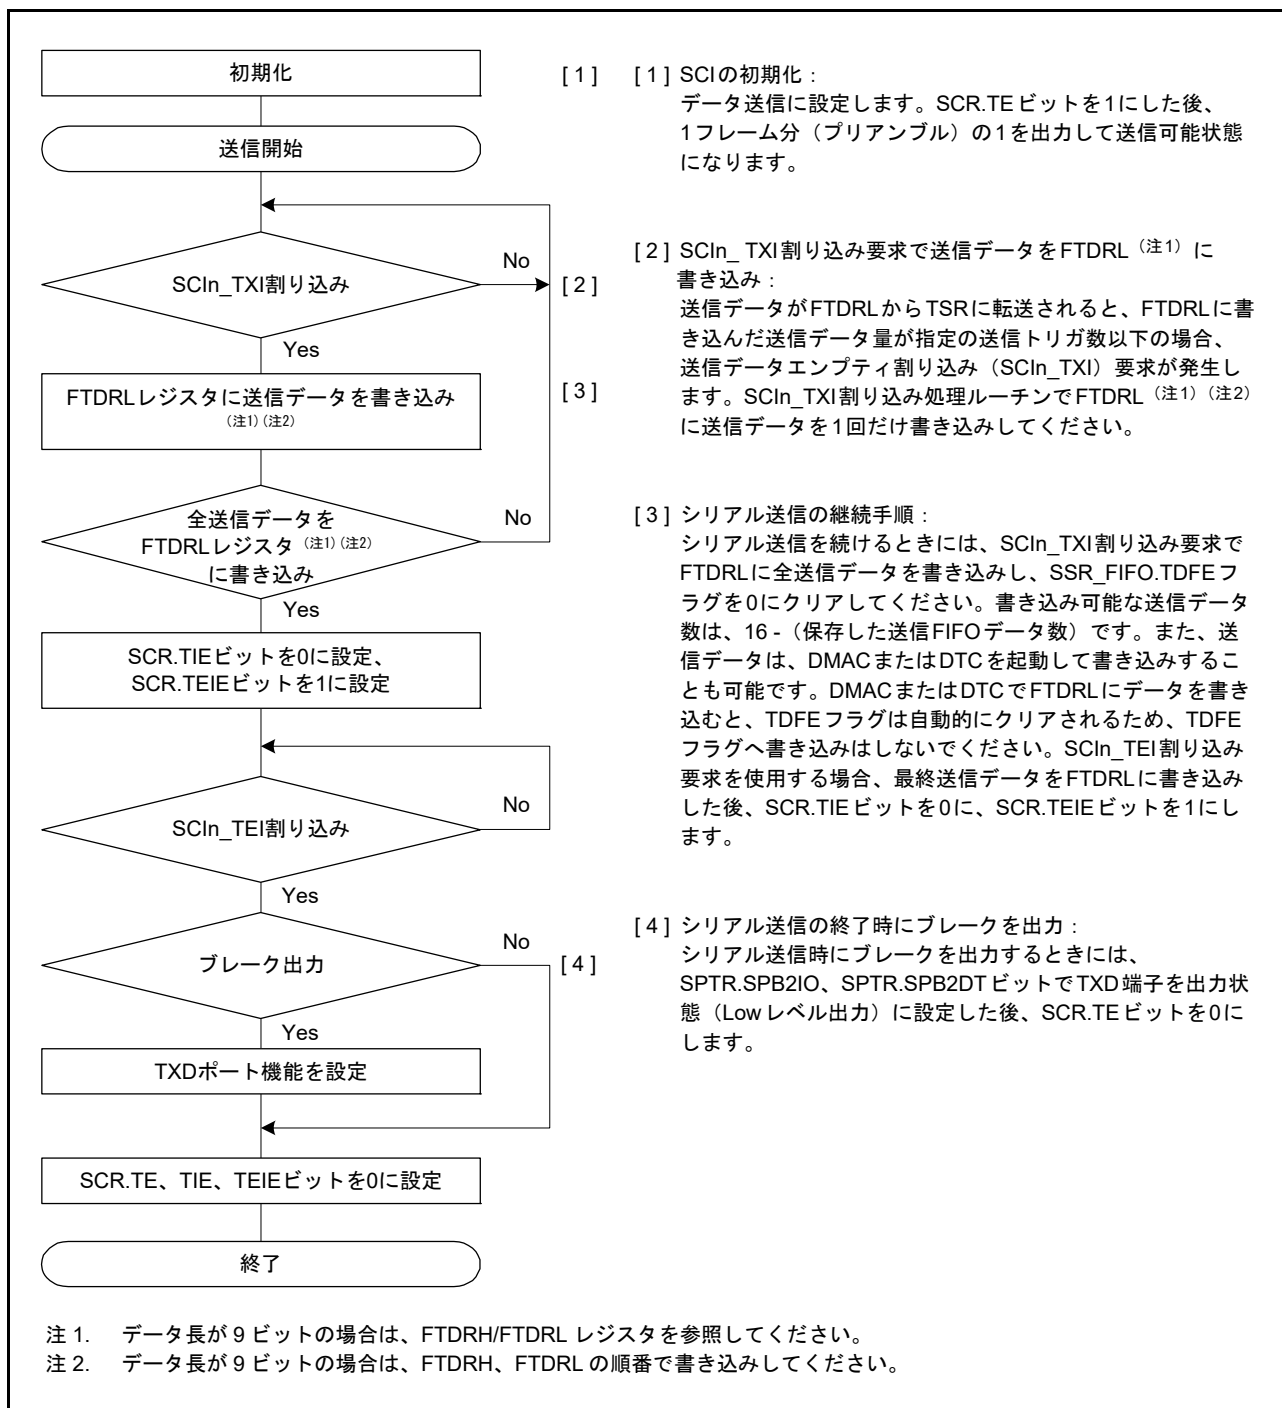 初期化
[ 1 ]
送信開始
SCIn_TXI割り込み
No
[ 2 ]
Yes
FTDRLレジスタに送信データを書き込み
(注1) (注2)
[ 3 ]
全送信データを
FTDRLレジスタ (注1) (注2)
に書き込み
No
Yes
SCR.TIEビットを0に設定、
SCR.TEIEビットを1に設定
SCIn_TEI割り込み
No
Yes
ブレーク出力
No
[ 4 ]
Yes
TXDポート機能を設定
SCR.TE、TIE、TEIEビットを0に設定
終了
[ 1 ] SCIの初期化：
データ送信に設定します。SCR.TEビットを1にした後、
1フレーム分（プリアンブル）の1を出力して送信可能状態
になります。
[ 2 ] SCIn_ TXI割り込み要求で送信データをFTDRL（注1）に
書き込み：
送信データがFTDRLからTSRに転送されると、FTDRLに書
き込んだ送信データ量が指定の送信トリガ数以下の場合、
送信データエンプティ割り込み（SCIn_TXI）要求が発生し
ます。SCIn_TXI割り込み処理ルーチンでFTDRL（注1）（注2）
に送信データを1回だけ書き込みしてください。
[ 3 ] シリアル送信の継続手順：
シリアル送信を続けるときには、SCIn_TXI割り込み要求で
FTDRLに全送信データを書き込みし、SSR_FIFO.TDFEフ
ラグを0にクリアしてください。書き込み可能な送信データ
数は、16 -（保存した送信FIFOデータ数）です。また、送
信データは、DMACまたはDTCを起動して書き込みするこ
とも可能です。DMACまたはDTCでFTDRLにデータを書き
込むと、TDFEフラグは自動的にクリアされるため、TDFE
フラグへ書き込みはしないでください。SCIn_TEI割り込み
要求を使用する場合、最終送信データをFTDRLに書き込み
した後、SCR.TIEビットを0に、SCR.TEIEビットを1にし
ます。
[ 4 ] シリアル送信の終了時にブレークを出力：
シリアル送信時にブレークを出力するときには、
SPTR.SPB2IO、SPTR.SPB2DTビットでTXD端子を出力状
態（Lowレベル出力）に設定した後、SCR.TEビットを0に
します。
注 1. データ長が 9 ビットの場合は、FTDRH/FTDRL レジスタを参照してください。
注 2. データ長が 9 ビットの場合は、FTDRH、FTDRL の順番で書き込みしてください。